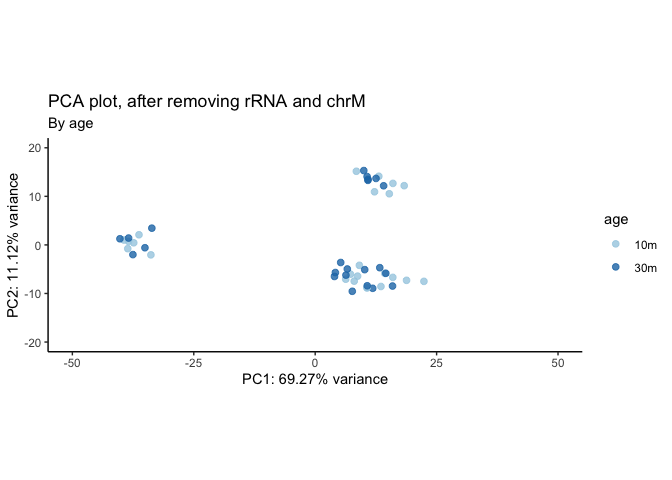 PCA plot, after removing rRNA and chrM
By age
20
10
0
-10
-20
PC2: 11.12% variance
-50
-25
0
25
50
PC1: 69.27% variance
age
10m
30m